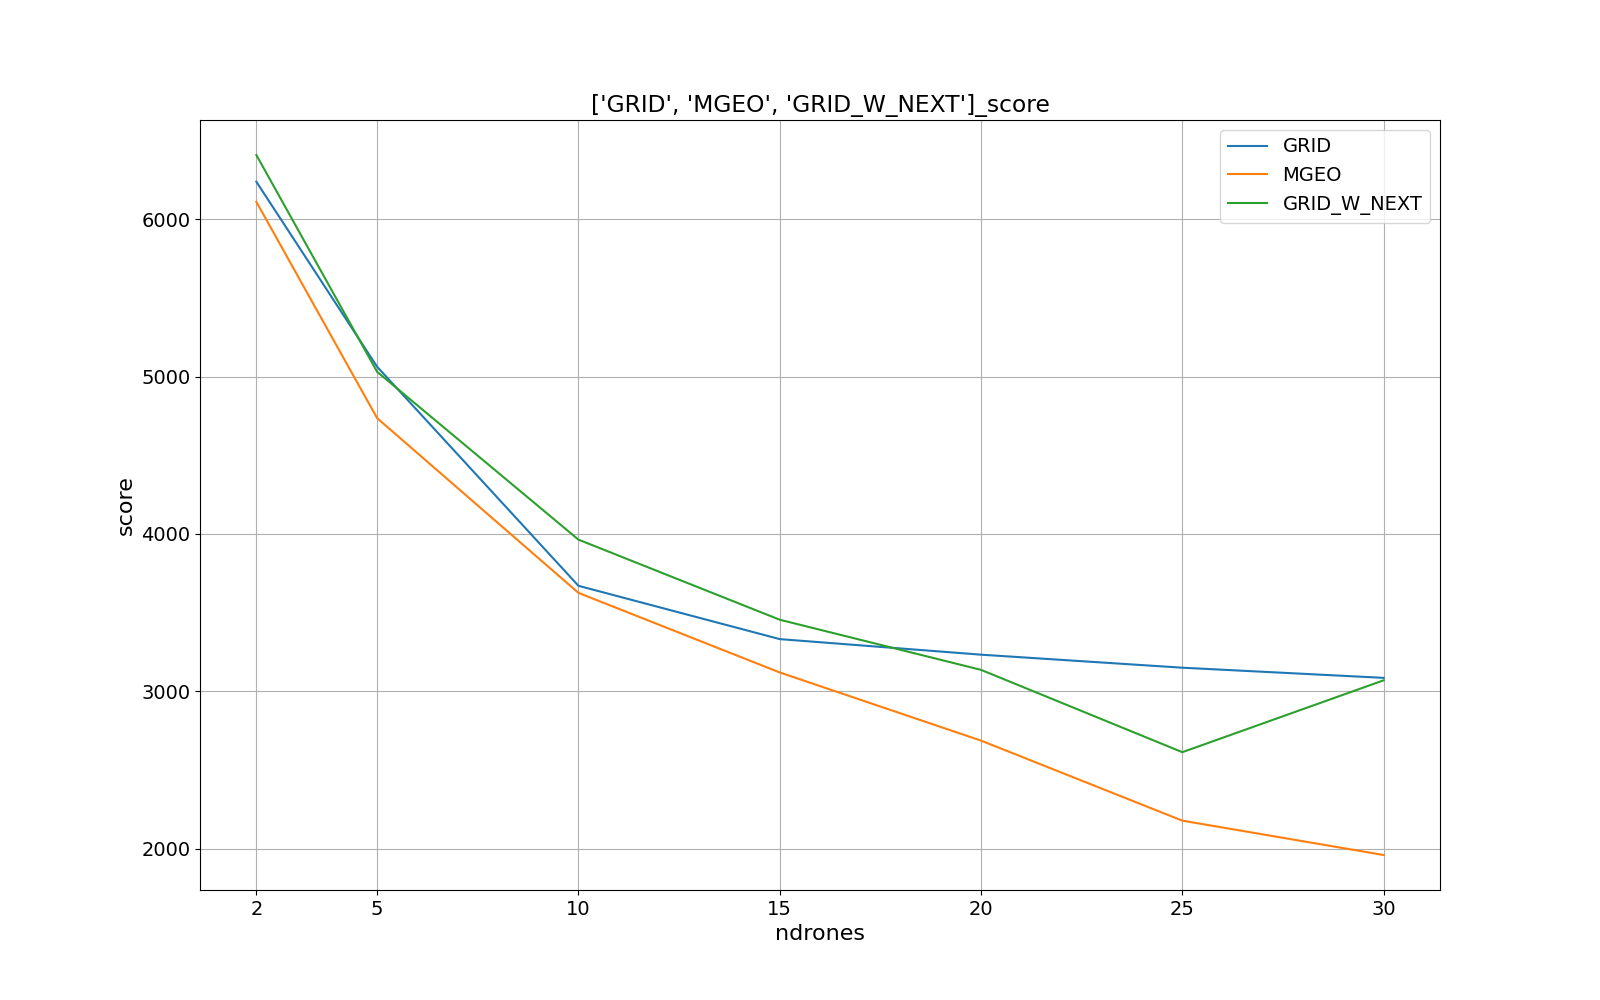 ['GRID', 'MGEO', 'GRID_W_NEXT']_score
GRID
MGEO
GRID_W_NEXT
6000
5000
4000
3000
2000
score
2 5 10 15 20 25 30
ndrones